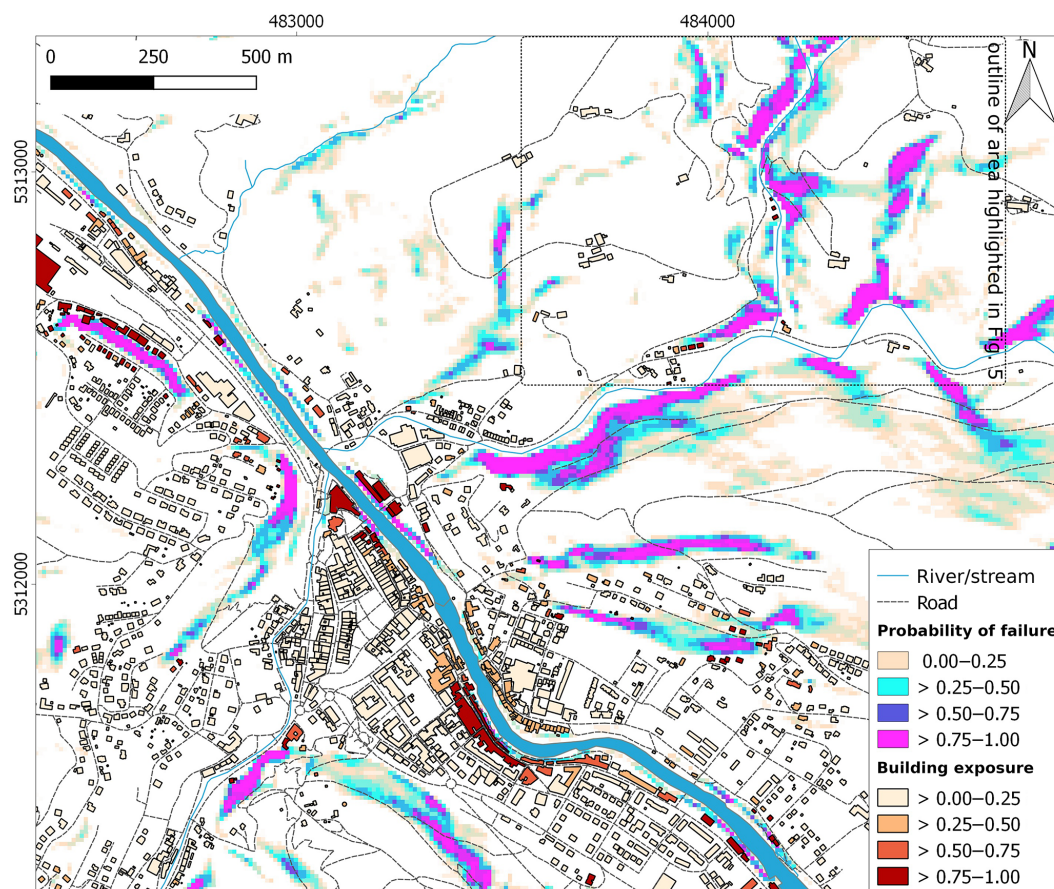 483000
484000
0 250 500 m
N
outline of area highlighted in Fig. 5
5313000
5312000
River/stream
Road
Probability of failure
0.00−0.25
> 0.25−0.50
> 0.50−0.75
> 0.75−1.00
Building exposure
> 0.00−0.25
> 0.25−0.50
> 0.50−0.75
> 0.75−1.00